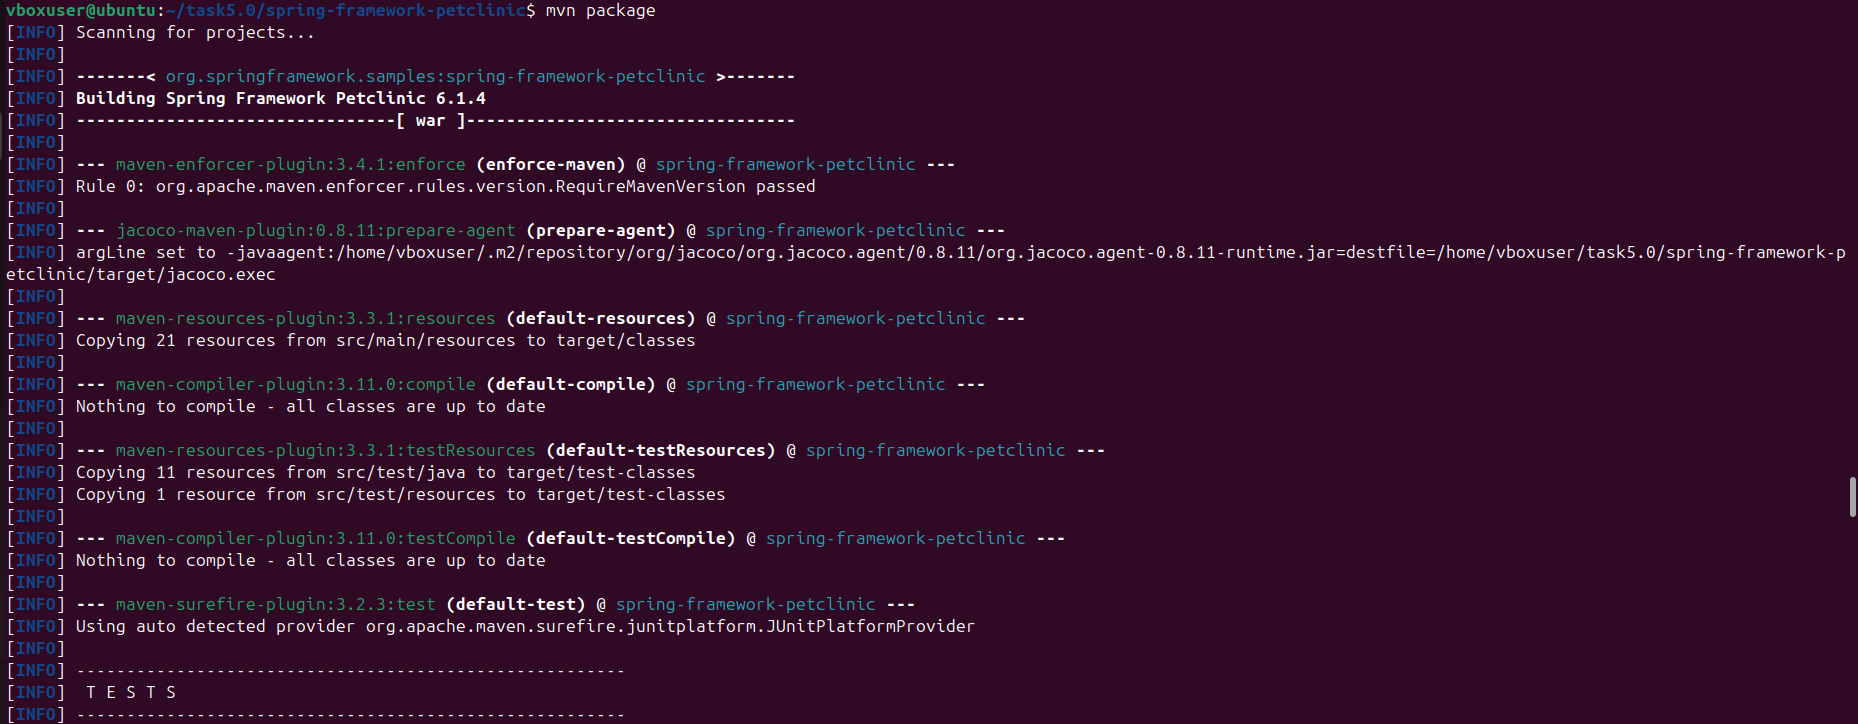 vboxuser@ubuntu:~/task5.0/spring-framework-petclinic$ mvn package
[INFO] Scanning for projects...
[INFO]
[INFO] -------< org.springframework.samples:spring-framework-petclinic >-------
[INFO] Building Spring Framework Petclinic 6.1.4
[INFO] --------------------------------[ war ]---------------------------------
[INFO]
[INFO] --- maven-enforcer-plugin:3.4.1:enforce (enforce-maven) @ spring-framework-petclinic ---
[INFO] Rule 0: org.apache.maven.enforcer.rules.version.RequireMavenVersion passed
[INFO]
[INFO] --- jacoco-maven-plugin:0.8.11:prepare-agent (prepare-agent) @ spring-framework-petclinic ---
[INFO] argLine set to -javaagent:/home/vboxuser/.m2/repository/org/jacoco/org.jacoco.agent/0.8.11/org.jacoco.agent-0.8.11-runtime.jar=destfile=/home/vboxuser/task5.0/spring-framework-p
etclinic/target/jacoco.exec
[INFO]
[INFO] --- maven-resources-plugin:3.3.1:resources (default-resources) @ spring-framework-petclinic ---
[INFO] Copying 21 resources from src/main/resources to target/classes
[INFO]
[INFO] --- maven-compiler-plugin:3.11.0:compile (default-compile) @ spring-framework-petclinic ---
[INFO] Nothing to compile - all classes are up to date
[INFO]
[INFO] --- maven-resources-plugin:3.3.1:testResources (default-testResources) @ spring-framework-petclinic ---
[INFO] Copying 11 resources from src/test/java to target/test-classes
[INFO] Copying 1 resource from src/test/resources to target/test-classes
[INFO]
[INFO] --- maven-compiler-plugin:3.11.0:testCompile (default-testCompile) @ spring-framework-petclinic ---
[INFO] Nothing to compile - all classes are up to date
[INFO]
[INFO] --- maven-surefire-plugin:3.2.3:test (default-test) @ spring-framework-petclinic ---
[INFO] Using auto detected provider org.apache.maven.surefire.junitplatform.JUnitPlatformProvider
[INFO]
[INFO] -------------------------------------------------------
[INFO]  T E S T S
[INFO] -------------------------------------------------------